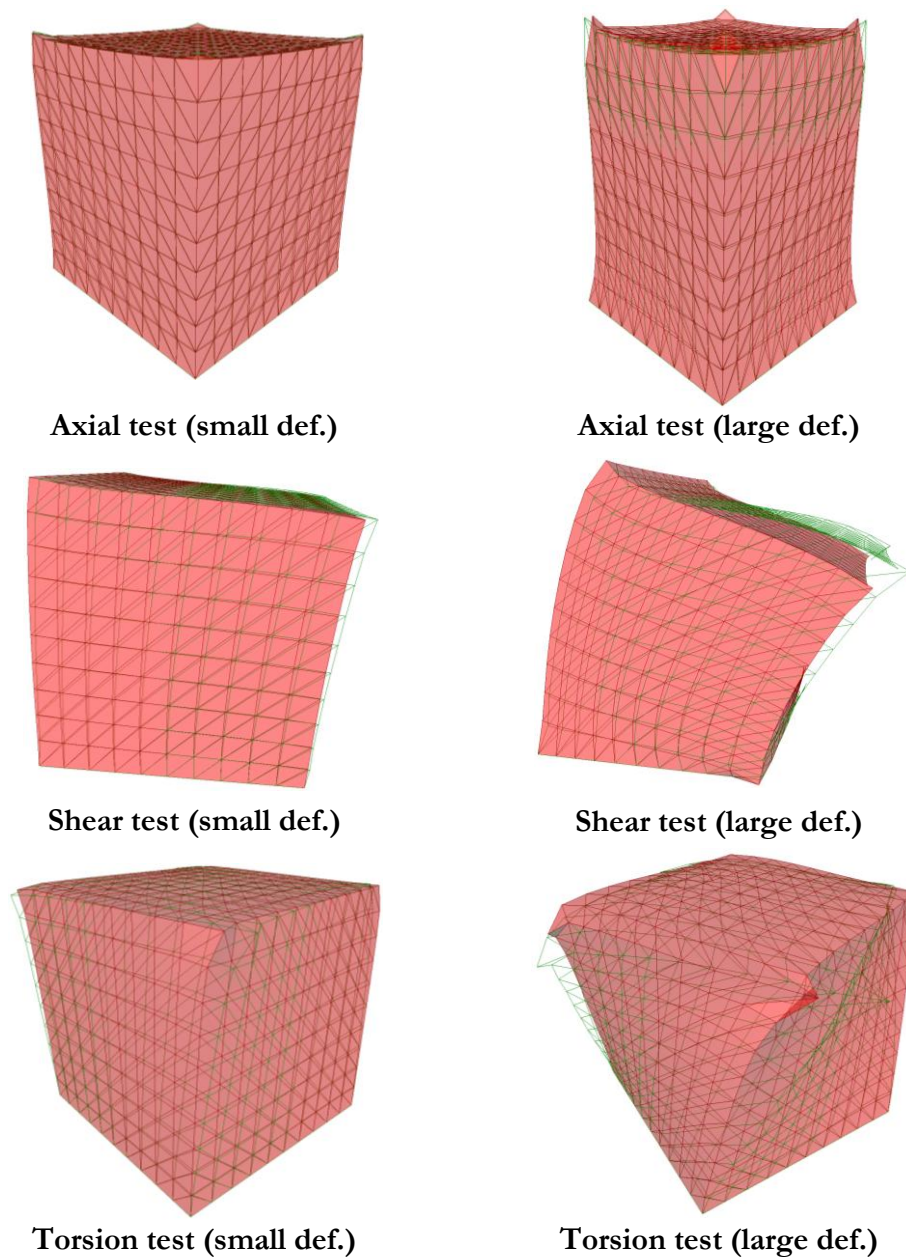 Axial test (small def.)
Axial test (large def.)
Shear test (small def.)
Shear test (large def.)
Torsion test (small def.)
Torsion test (large def.)